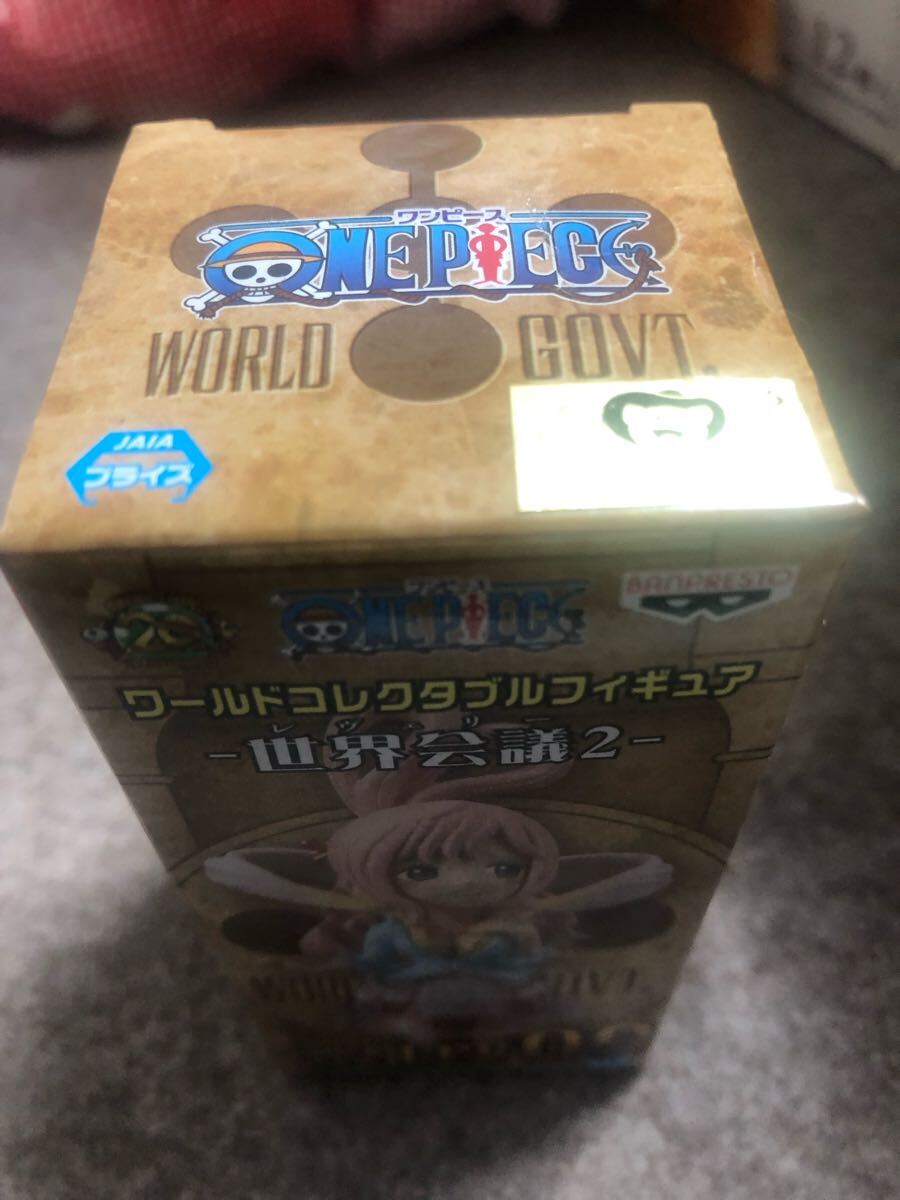 ワンピース
ONE PIECE
WORLD GOVT.
JAIA
プライズ
20
ワンピース
ONE PIECE
BANPRESTO
ワールドコレクタブルフィギュア
レヴェリー
-世界会議2-
GOVT.